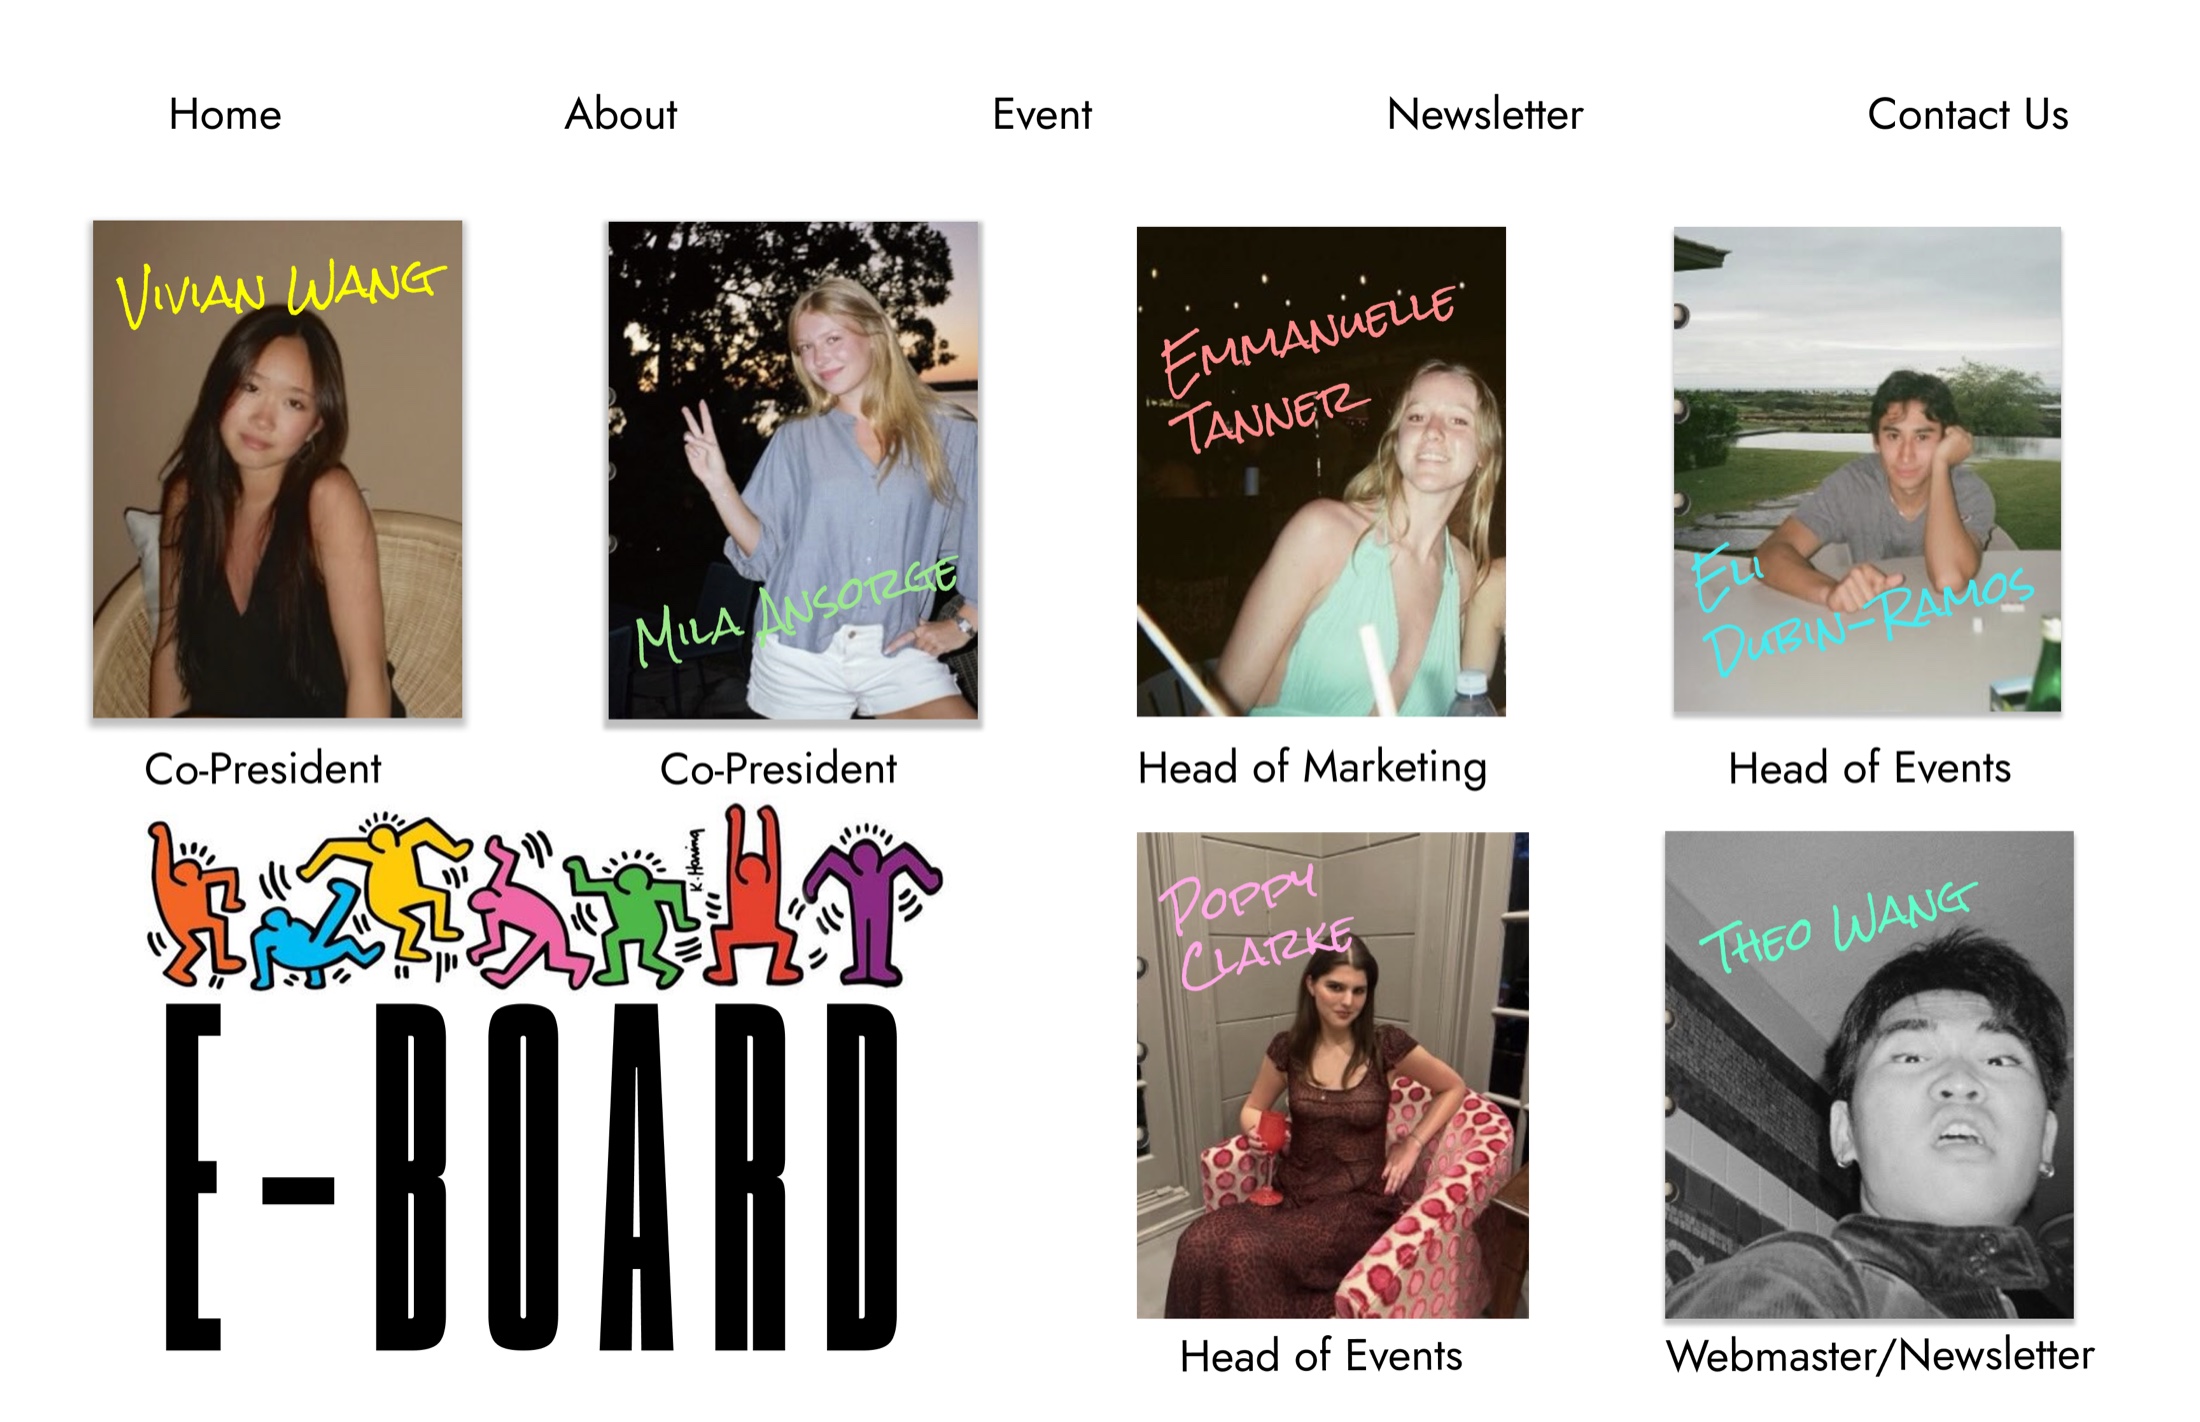 Home
About
Event
Newsletter
Contact Us
VIVIAN WANG
MILA ANSORGE
EMMANUELLE
TANNER
ELI
DUBIN-RAMOS
Co-President
Co-President
Head of Marketing
Head of Events
K. Haring
POPPY
CLARKE
THEO WANG
E-BOARD
Head of Events
Webmaster/Newsletter